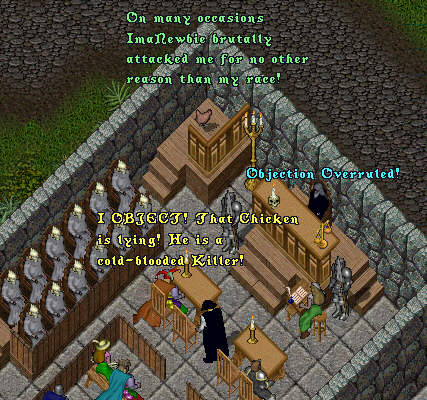 On many occasions
ImaNewbie brutally
attacked me for no other
reason than my race!
Objection Overruled!
I OBJECT! That Chicken
is lying! He is a
cold-blooded Killer!